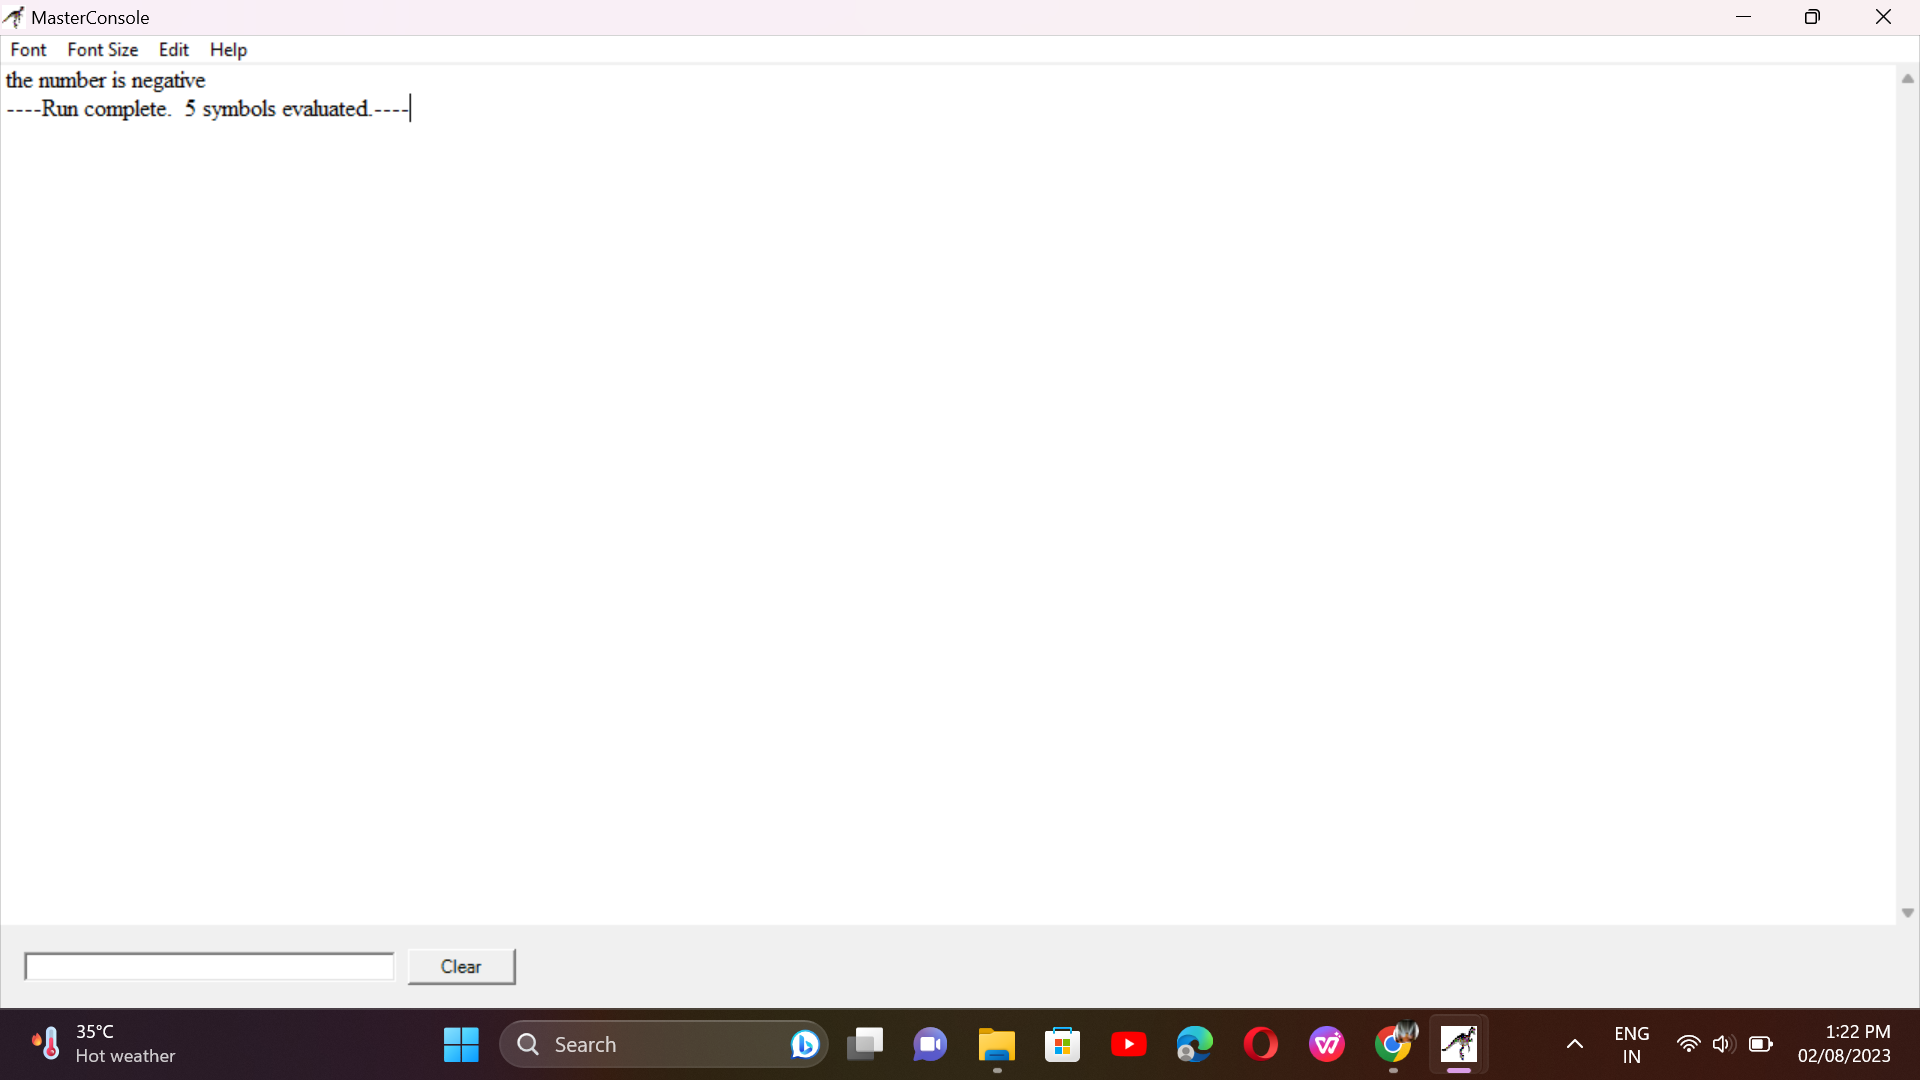 MasterConsole
Font Font Size Edit Help
the number is negative
----Run complete.  5 symbols evaluated.----
Clear
35°C
Hot weather
Search
ENG
IN
1:22 PM
02/08/2023